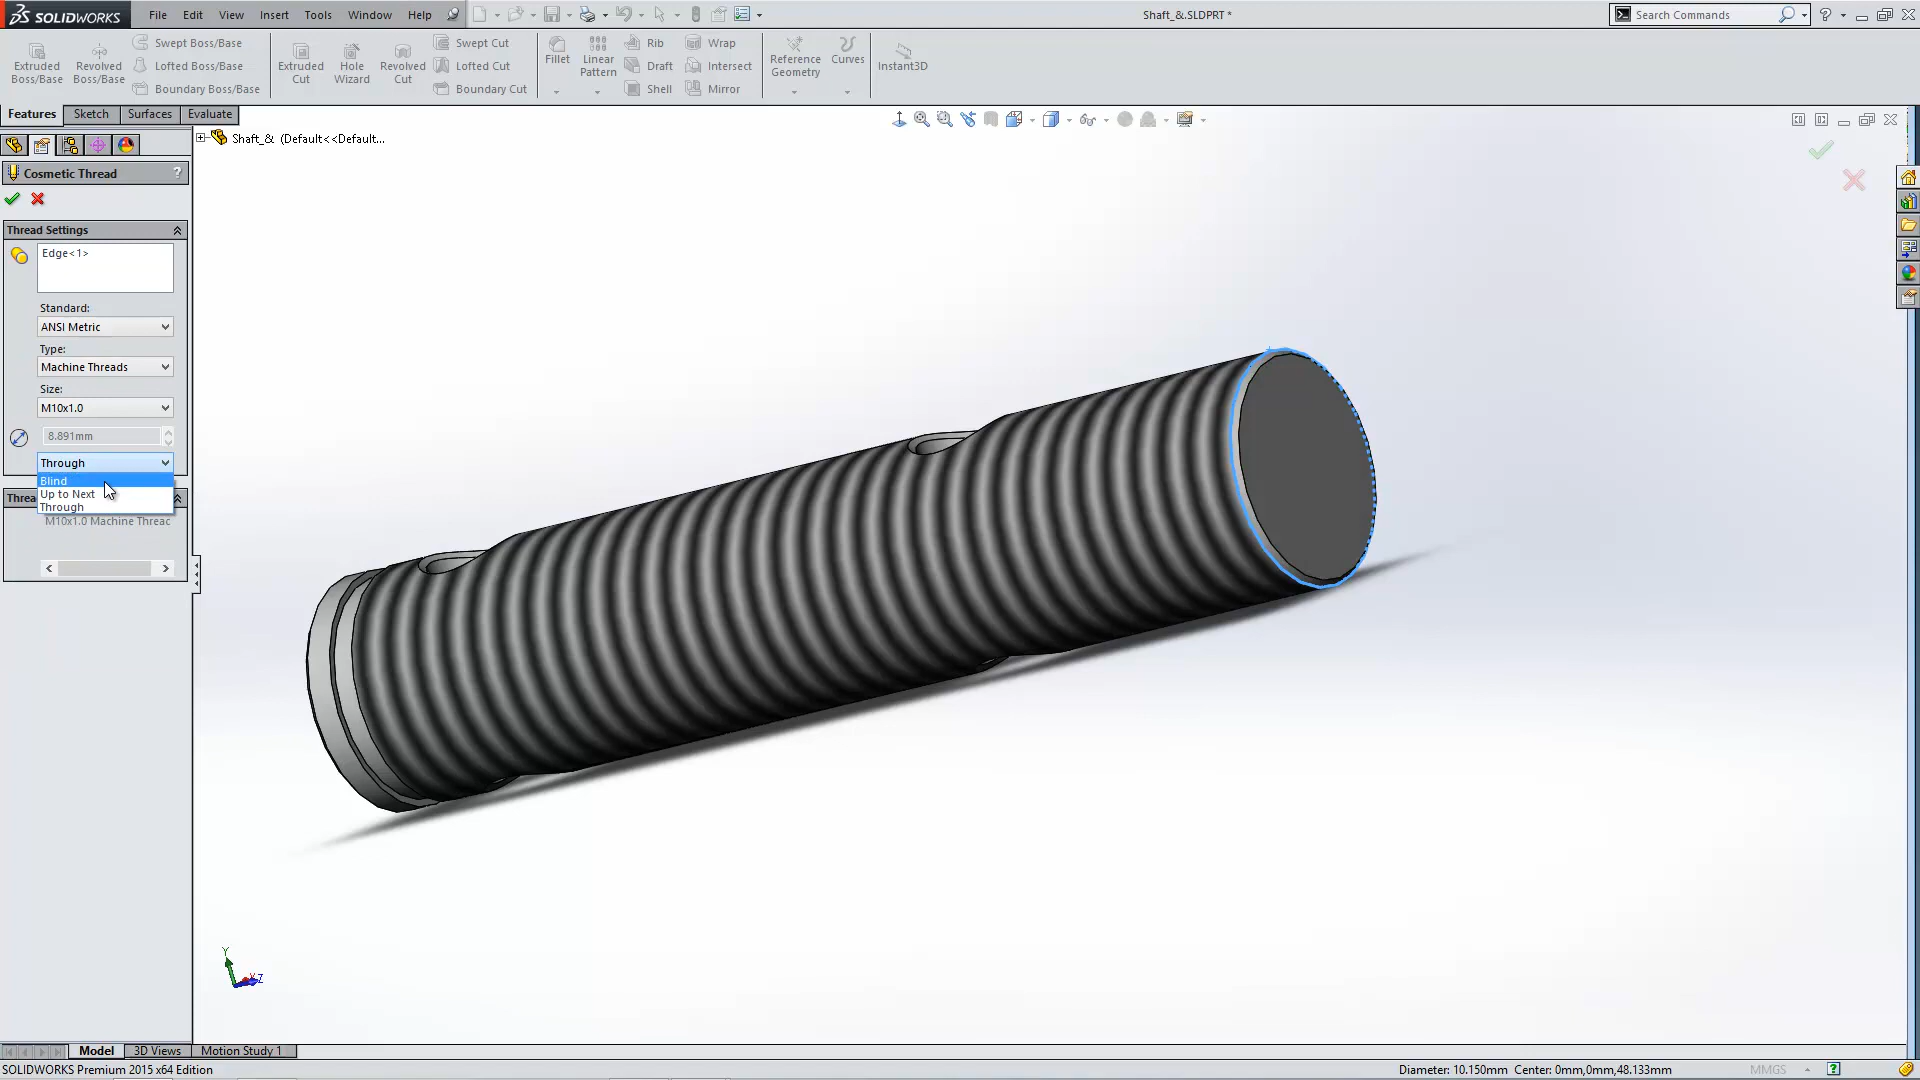 SOLIDWORKS File Edit View Insert Tools Window Help Shaft_&.SLDPRT * Search Commands
Extruded Boss/Base
Revolved Boss/Base
Swept Boss/Base
Lofted Boss/Base
Boundary Boss/Base
Extruded Cut
Hole Wizard
Revolved Cut
Swept Cut
Lofted Cut
Boundary Cut
Fillet
Linear Pattern
Rib
Draft
Shell
Wrap
Intersect
Mirror
Reference Geometry
Curves
Instant3D
Features Sketch Surfaces Evaluate
Shaft_& (Default<<Default...
Cosmetic Thread ?
Thread Settings
Edge<1>
Standard:
ANSI Metric
Type:
Machine Threads
Size:
M10x1.0
8.891mm
Through
Blind
Up to Next
Through
Threa
M10x1.0 Machine Threac
Y
Z
Model 3D Views Motion Study 1
SOLIDWORKS Premium 2015 x64 Edition Diameter: 10.150mm Center: 0mm,0mm,48.133mm MMGS